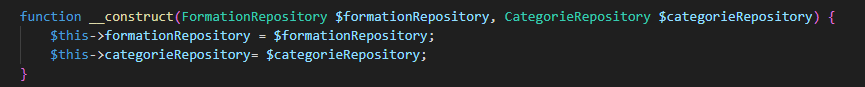 function __construct(FormationRepository $formationRepository, CategorieRepository $categorieRepository) {
    $this->formationRepository = $formationRepository;
    $this->categorieRepository= $categorieRepository;
}